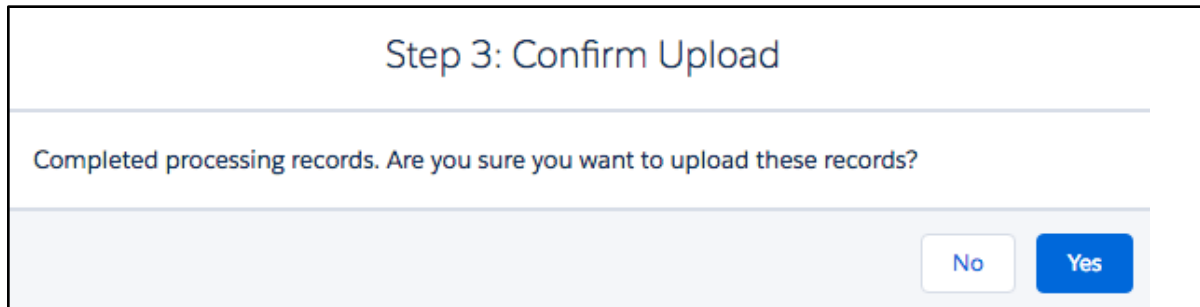 Step 3: Confirm Upload
Completed processing records. Are you sure you want to upload these records?
No Yes